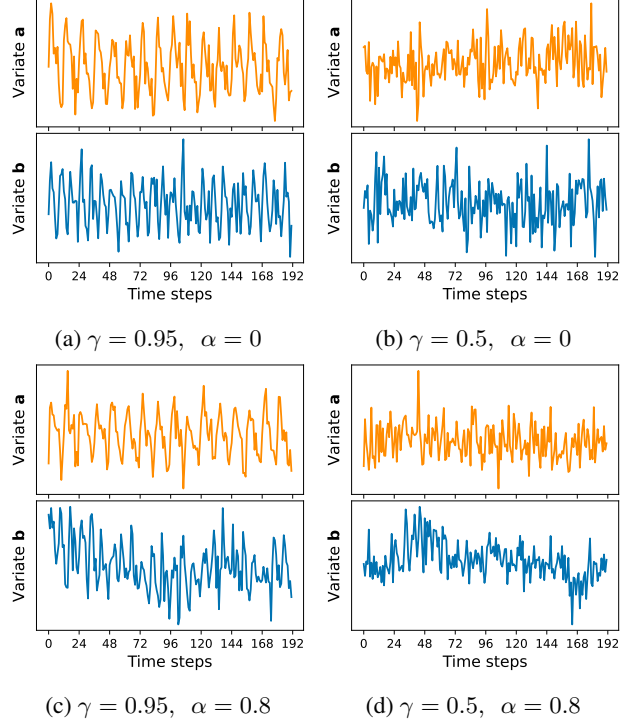 Variate a
Variate b
0 24 48 72 96 120 144 168 192
Time steps
(a) γ = 0.95, α = 0
Variate a
Variate b
0 24 48 72 96 120 144 168 192
Time steps
(b) γ = 0.5, α = 0
Variate a
Variate b
0 24 48 72 96 120 144 168 192
Time steps
(c) γ = 0.95, α = 0.8
Variate a
Variate b
0 24 48 72 96 120 144 168 192
Time steps
(d) γ = 0.5, α = 0.8